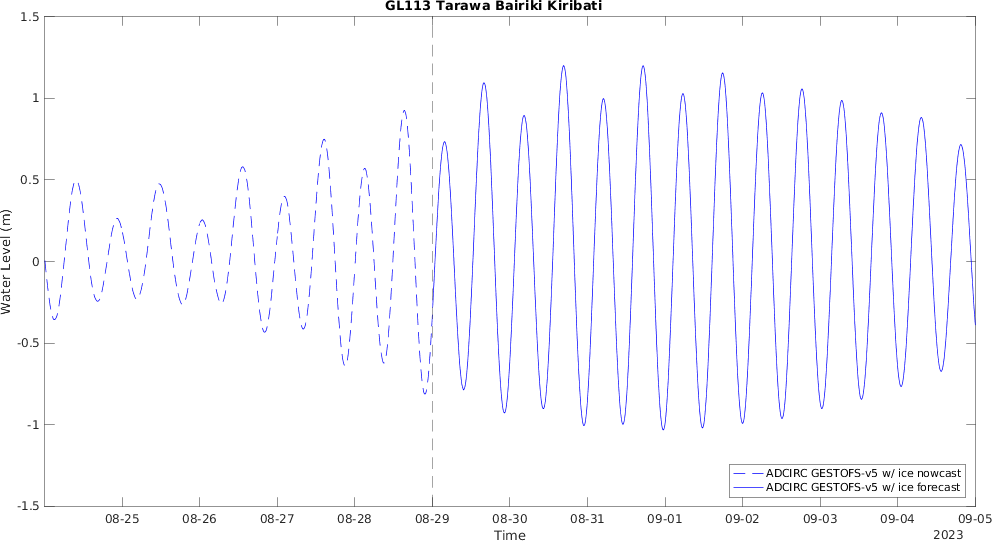 GL113 Tarawa Bairiki Kiribati
1.5
1
0.5
0
-0.5
-1
-1.5
Water Level (m)
08-25 08-26 08-27 08-28 08-29 08-30 08-31 09-01 09-02 09-03 09-04 09-05
Time
2023
ADCIRC GESTOFS-v5 w/ ice nowcast
ADCIRC GESTOFS-v5 w/ ice forecast